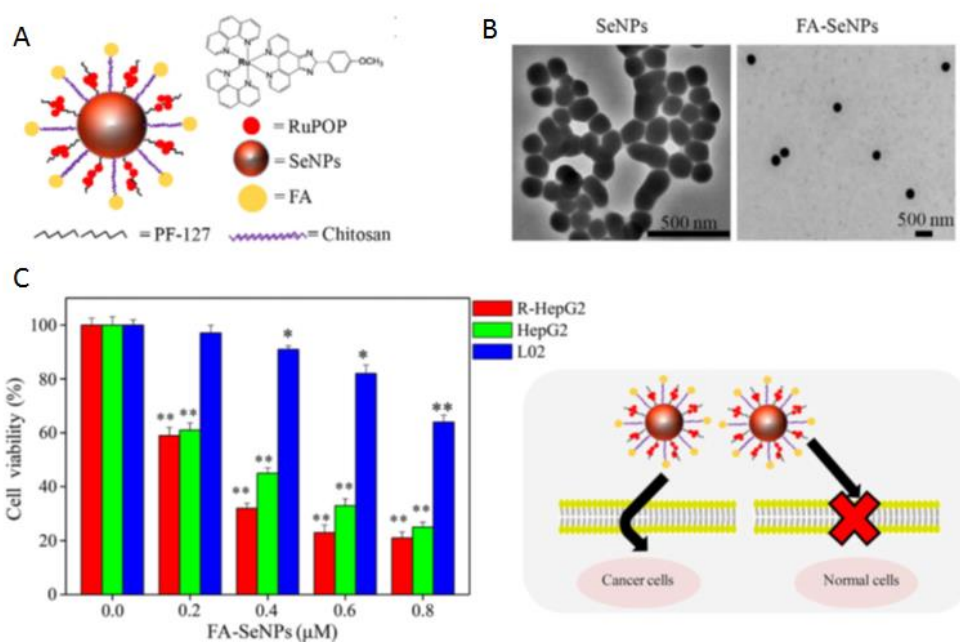 A
Ru
OCH3
= RuPOP
= SeNPs
= FA
= PF-127
= Chitosan
B
SeNPs
FA-SeNPs
500 nm
500 nm
C
R-HepG2
HepG2
L02
Cell viability (%)
100
80
60
40
20
0
** ** * ** ** * ** ** ** ** **
0.0 0.2 0.4 0.6 0.8
FA-SeNPs (μM)
Cancer cells
Normal cells